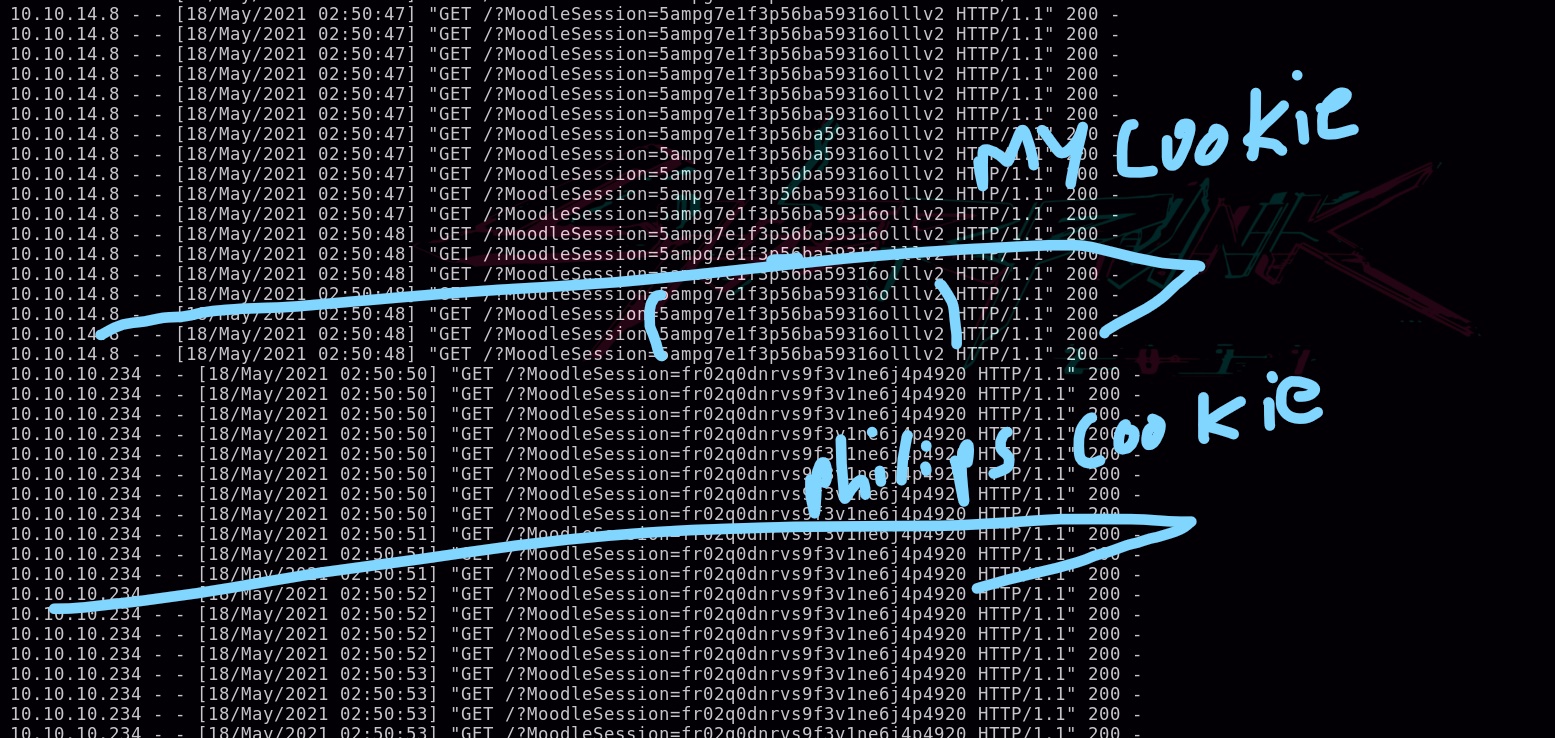 10.10.14.8 - - [18/May/2021 02:50:47] "GET /?MoodleSession=5ampg7e1f3p56ba59316olllv2 HTTP/1.1" 200 -
10.10.14.8 - - [18/May/2021 02:50:47] "GET /?MoodleSession=5ampg7e1f3p56ba59316olllv2 HTTP/1.1" 200 -
10.10.14.8 - - [18/May/2021 02:50:47] "GET /?MoodleSession=5ampg7e1f3p56ba59316olllv2 HTTP/1.1" 200 -
10.10.14.8 - - [18/May/2021 02:50:47] "GET /?MoodleSession=5ampg7e1f3p56ba59316olllv2 HTTP/1.1" 200 -
10.10.14.8 - - [18/May/2021 02:50:47] "GET /?MoodleSession=5ampg7e1f3p56ba59316olllv2 HTTP/1.1" 200 -
10.10.14.8 - - [18/May/2021 02:50:47] "GET /?MoodleSession=5ampg7e1f3p56ba59316olllv2 HTTP/1.1" 200 -
10.10.14.8 - - [18/May/2021 02:50:47] "GET /?MoodleSession=5ampg7e1f3p56ba59316olllv2 HTTP/1.1" 200 -
MY Cookie
10.10.14.8 - - [18/May/2021 02:50:47] "GET /?MoodleSession=5ampg7e1f3p56ba59316olllv2 HTTP/1.1" 200 -
10.10.14.8 - - [18/May/2021 02:50:47] "GET /?MoodleSession=5ampg7e1f3p56ba59316olllv2 HTTP/1.1" 200 -
10.10.14.8 - - [18/May/2021 02:50:47] "GET /?MoodleSession=5ampg7e1f3p56ba59316olllv2 HTTP/1.1" 200 -
10.10.14.8 - - [18/May/2021 02:50:47] "GET /?MoodleSession=5ampg7e1f3p56ba59316olllv2 HTTP/1.1" 200 -
10.10.14.8 - - [18/May/2021 02:50:48] "GET /?MoodleSession=5ampg7e1f3p56ba59316olllv2 HTTP/1.1" 200 -
10.10.14.8 - - [18/May/2021 02:50:48] "GET /?MoodleSession=5ampg7e1f3p56ba59316olllv2 HTTP/1.1" 200 -
10.10.14.8 - - [18/May/2021 02:50:48] "GET /?MoodleSession=5ampg7e1f3p56ba59316olllv2 HTTP/1.1" 200 -
10.10.14.8 - - [18/May/2021 02:50:48] "GET /?MoodleSession=5ampg7e1f3p56ba59316olllv2 HTTP/1.1" 200 -
10.10.14.8 - - [18/May/2021 02:50:48] "GET /?MoodleSession=5ampg7e1f3p56ba59316olllv2 HTTP/1.1" 200 -
10.10.14.8 - - [18/May/2021 02:50:48] "GET /?MoodleSession=5ampg7e1f3p56ba59316olllv2 HTTP/1.1" 200 -
10.10.14.8 - - [18/May/2021 02:50:48] "GET /?MoodleSession=5ampg7e1f3p56ba59316olllv2 HTTP/1.1" 200 -
10.10.10.234 - - [18/May/2021 02:50:50] "GET /?MoodleSession=fr02q0dnrvs9f3v1ne6j4p4920 HTTP/1.1" 200 -
10.10.10.234 - - [18/May/2021 02:50:50] "GET /?MoodleSession=fr02q0dnrvs9f3v1ne6j4p4920 HTTP/1.1" 200 -
10.10.10.234 - - [18/May/2021 02:50:50] "GET /?MoodleSession=fr02q0dnrvs9f3v1ne6j4p4920 HTTP/1.1" 200 -
10.10.10.234 - - [18/May/2021 02:50:50] "GET /?MoodleSession=fr02q0dnrvs9f3v1ne6j4p4920 HTTP/1.1" 200 -
philips Cookie
10.10.10.234 - - [18/May/2021 02:50:50] "GET /?MoodleSession=fr02q0dnrvs9f3v1ne6j4p4920 HTTP/1.1" 200 -
10.10.10.234 - - [18/May/2021 02:50:50] "GET /?MoodleSession=fr02q0dnrvs9f3v1ne6j4p4920 HTTP/1.1" 200 -
10.10.10.234 - - [18/May/2021 02:50:50] "GET /?MoodleSession=fr02q0dnrvs9f3v1ne6j4p4920 HTTP/1.1" 200 -
10.10.10.234 - - [18/May/2021 02:50:50] "GET /?MoodleSession=fr02q0dnrvs9f3v1ne6j4p4920 HTTP/1.1" 200 -
10.10.10.234 - - [18/May/2021 02:50:51] "GET /?MoodleSession=fr02q0dnrvs9f3v1ne6j4p4920 HTTP/1.1" 200 -
10.10.10.234 - - [18/May/2021 02:50:51] "GET /?MoodleSession=fr02q0dnrvs9f3v1ne6j4p4920 HTTP/1.1" 200 -
10.10.10.234 - - [18/May/2021 02:50:51] "GET /?MoodleSession=fr02q0dnrvs9f3v1ne6j4p4920 HTTP/1.1" 200 -
10.10.10.234 - - [18/May/2021 02:50:52] "GET /?MoodleSession=fr02q0dnrvs9f3v1ne6j4p4920 HTTP/1.1" 200 -
10.10.10.234 - - [18/May/2021 02:50:52] "GET /?MoodleSession=fr02q0dnrvs9f3v1ne6j4p4920 HTTP/1.1" 200 -
10.10.10.234 - - [18/May/2021 02:50:52] "GET /?MoodleSession=fr02q0dnrvs9f3v1ne6j4p4920 HTTP/1.1" 200 -
10.10.10.234 - - [18/May/2021 02:50:52] "GET /?MoodleSession=fr02q0dnrvs9f3v1ne6j4p4920 HTTP/1.1" 200 -
10.10.10.234 - - [18/May/2021 02:50:53] "GET /?MoodleSession=fr02q0dnrvs9f3v1ne6j4p4920 HTTP/1.1" 200 -
10.10.10.234 - - [18/May/2021 02:50:53] "GET /?MoodleSession=fr02q0dnrvs9f3v1ne6j4p4920 HTTP/1.1" 200 -
10.10.10.234 - - [18/May/2021 02:50:53] "GET /?MoodleSession=fr02q0dnrvs9f3v1ne6j4p4920 HTTP/1.1" 200 -
10.10.10.234 - - [18/May/2021 02:50:53] "GET /?MoodleSession=fr02q0dnrvs9f3v1ne6j4p4920 HTTP/1.1" 200 -